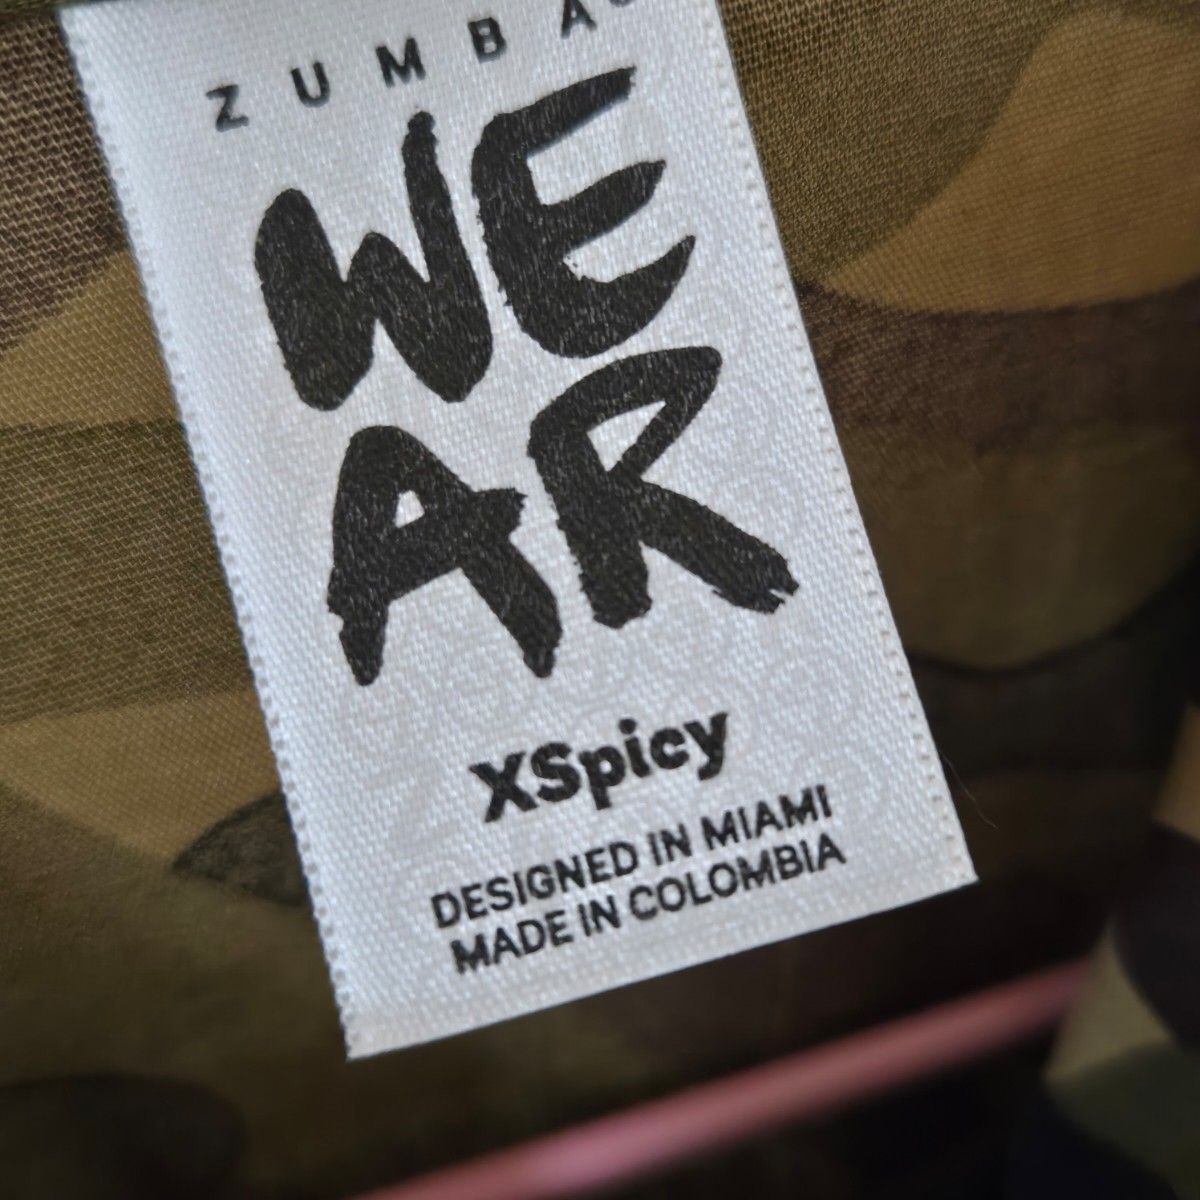 ZUMBA®
WE
AR
XSpicy
DESIGNED IN MIAMI
MADE IN COLOMBIA